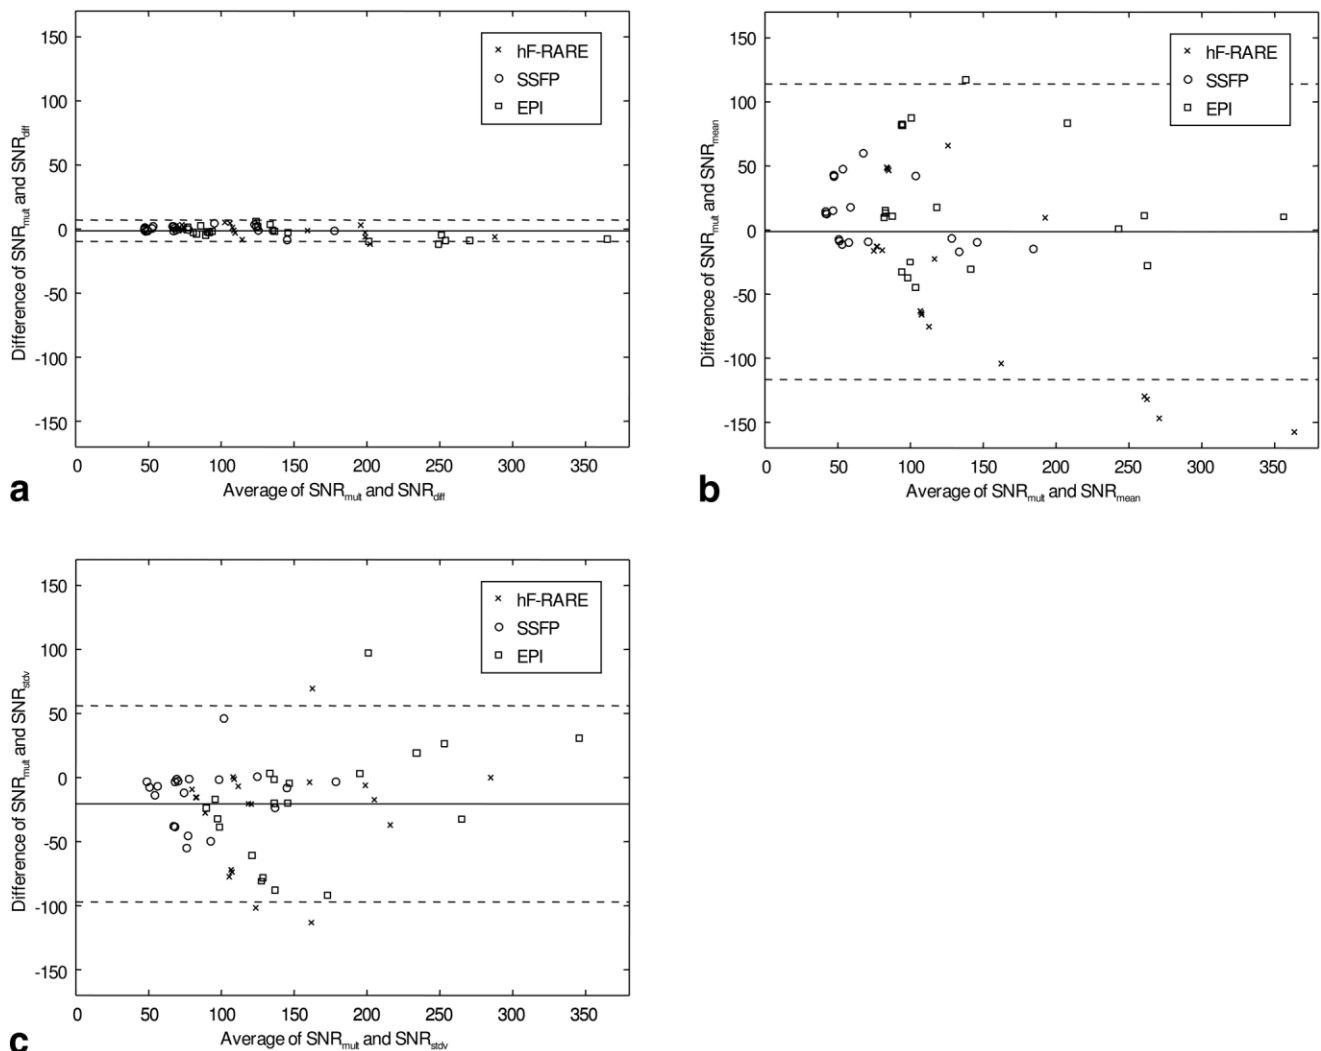 150
100
50
0
-50
-100
-150
Difference of SNRmult and SNRdiff
× hF-RARE
○ SSFP
□ EPI
0 50 100 150 200 250 300 350
Average of SNRmult and SNRdiff
a
150
100
50
0
-50
-100
-150
Difference of SNRmult and SNRmean
× hF-RARE
○ SSFP
□ EPI
0 50 100 150 200 250 300 350
Average of SNRmult and SNRmean
b
150
100
50
0
-50
-100
-150
Difference of SNRmult and SNRstdv
× hF-RARE
○ SSFP
□ EPI
0 50 100 150 200 250 300 350
Average of SNRmult and SNRstdv
c